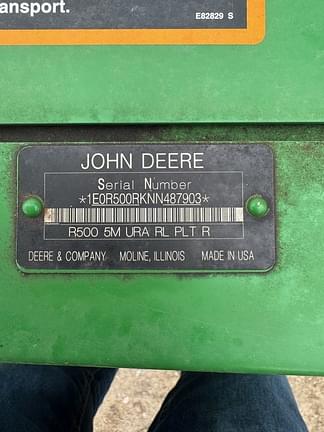 ansport.
E82829 S
JOHN DEERE
Serial Number
*1E0R500RKNN487903*
R500 5M URA RL PLT R
DEERE & COMPANY MOLINE, ILLINOIS MADE IN USA